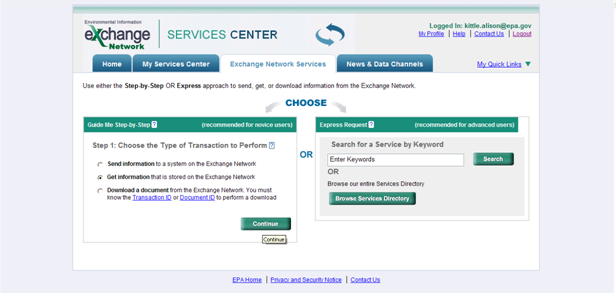 Environmental Information
eXchange
Network
SERVICES CENTER
Logged In: kittle.alison@epa.gov
My Profile | Help | Contact Us | Logout
Home
My Services Center
Exchange Network Services
News & Data Channels
My Quick Links
Use either the Step-by-Step OR Express approach to send, get, or download information from the Exchange Network.
CHOOSE
Guide Me Step-by-Step ? (recommended for novice users)
Step 1: Choose the Type of Transaction to Perform ?
Send information to a system on the Exchange Network
Get information that is stored on the Exchange Network
Download a document from the Exchange Network. You must
know the Transaction ID or Document ID to perform a download
Continue
Continue
OR
Express Request ? (recommended for advanced users)
Search for a Service by Keyword
Enter Keywords
Search
OR
Browse our entire Services Directory
Browse Services Directory
EPA Home | Privacy and Security Notice | Contact Us